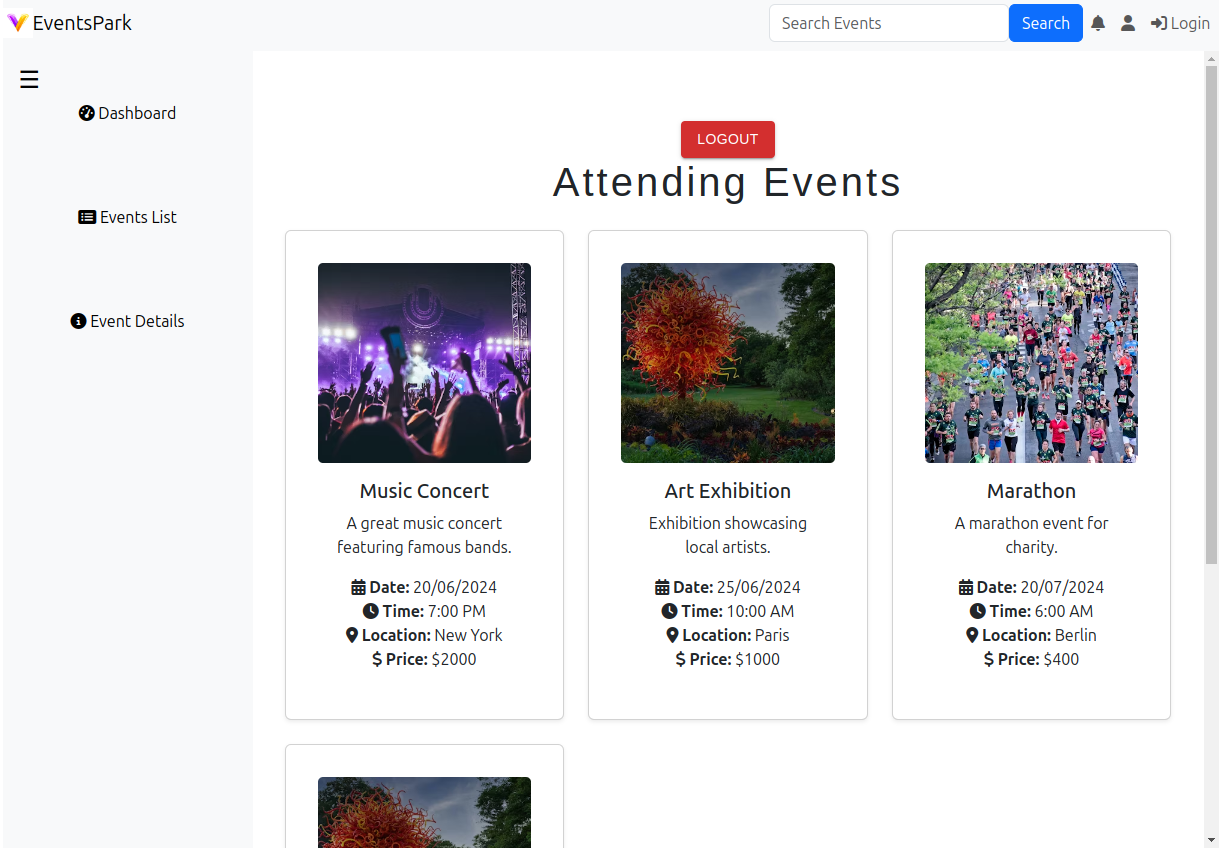 EventsPark
Search Events
Search
Login
Dashboard
Events List
Event Details
LOGOUT
Attending Events
Music Concert
A great music concert
featuring famous bands.
Date: 20/06/2024
Time: 7:00 PM
Location: New York
$ Price: $2000
Art Exhibition
Exhibition showcasing
local artists.
Date: 25/06/2024
Time: 10:00 AM
Location: Paris
$ Price: $1000
Marathon
A marathon event for
charity.
Date: 20/07/2024
Time: 6:00 AM
Location: Berlin
$ Price: $400